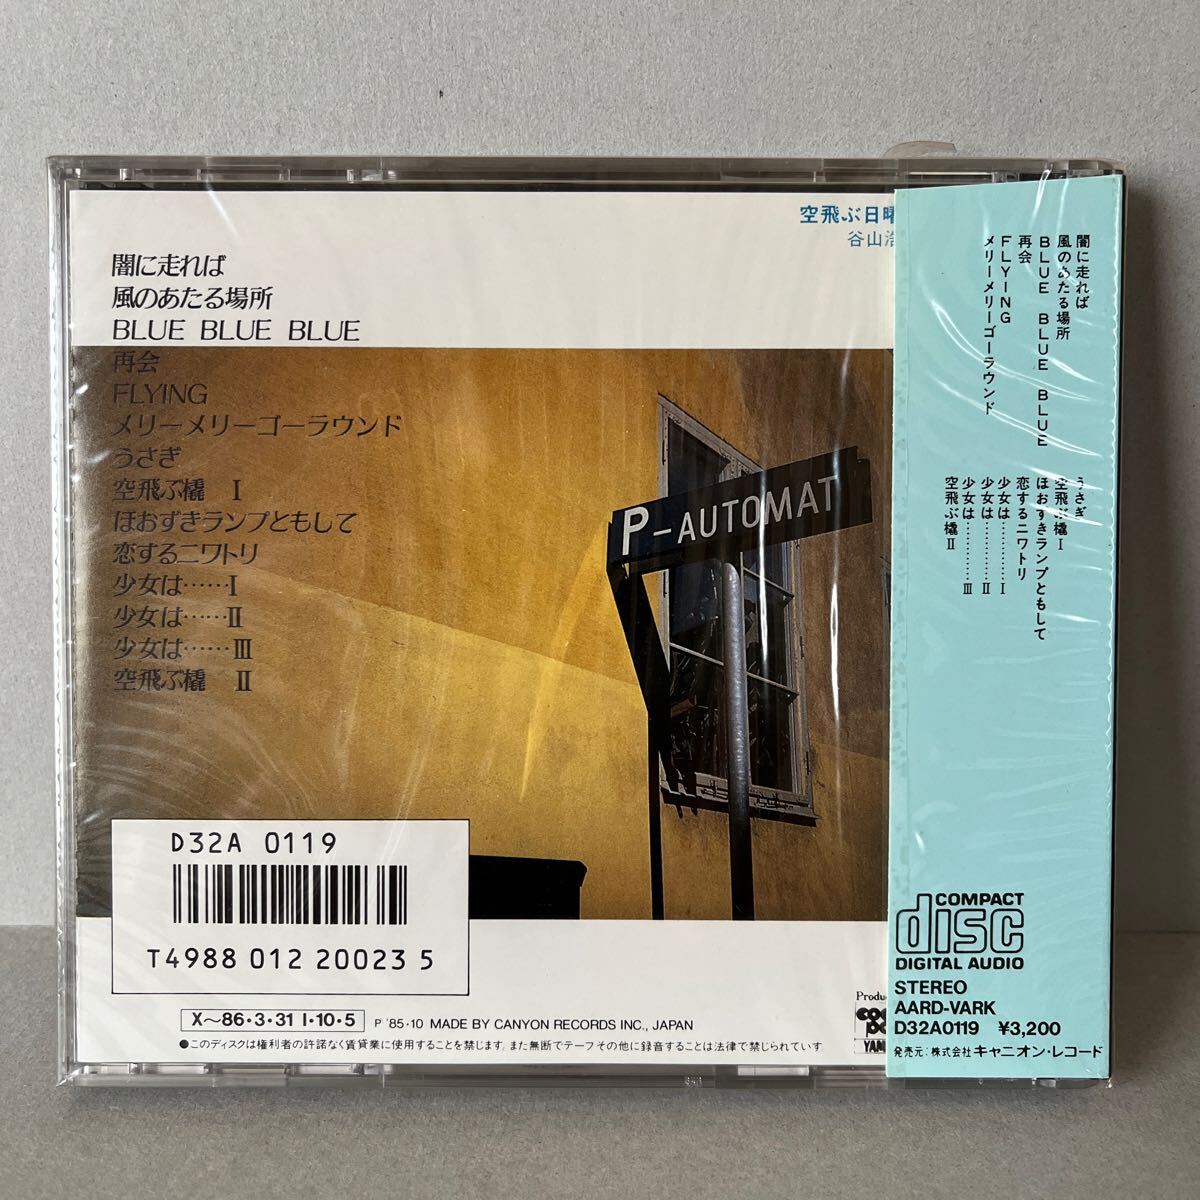 空飛ぶ日曜
谷山浩
闇に走れば
風のあたる場所
BLUE BLUE BLUE
再会
FLYING
メリーメリーゴーラウンド
うさぎ
空飛ぶ橇 I
ほおずきランプともして
恋するニワトリ
少女は……I
少女は……II
少女は……III
空飛ぶ橇 II
P-AUTOMAT
D32A 0119
T4988 012 20023 5
X～86・3・31 I・10・5
P '85・10 MADE BY CANYON RECORDS INC., JAPAN
●このディスクは権利者の許諾なく賃貸業に使用することを禁じます。また無断でテープその他に録音することは法律で禁じられています。
Produc
YAM
闇に走れば
風のあたる場所
BLUE BLUE BLUE
再会
FLYING
メリーメリーゴーラウンド
うさぎ
空飛ぶ橇 I
ほおずきランプともして
恋するニワトリ
少女は…………I
少女は…………II
少女は…………III
空飛ぶ橇 II
COMPACT
disc
DIGITAL AUDIO
STEREO
AARD-VARK
D32A0119 ¥3,200
発売元：株式会社キャニオン・レコード